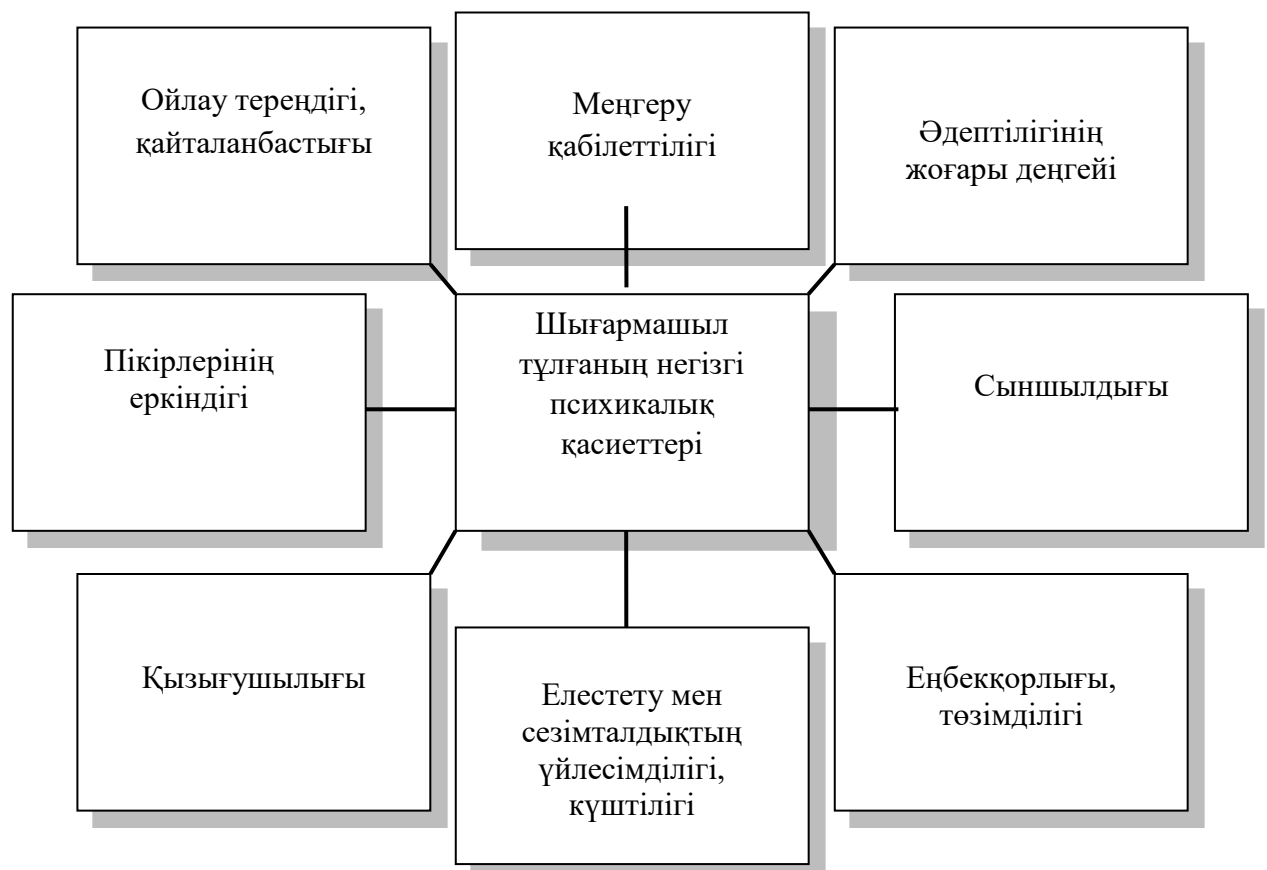 Ойлау тереңдігі,
қайталанбастығы
Меңгеру
қабілеттілігі
Әдептілігінің
жоғары деңгейі
Пікірлерінің
еркіндігі
Шығармашыл
тұлғаның негізгі
психикалық
қасиеттері
Сыншылдығы
Қызығушылығы
Елестету мен
сезімталдықтың
үйлесімділігі,
күштілігі
Еңбекқорлығы,
төзімділігі